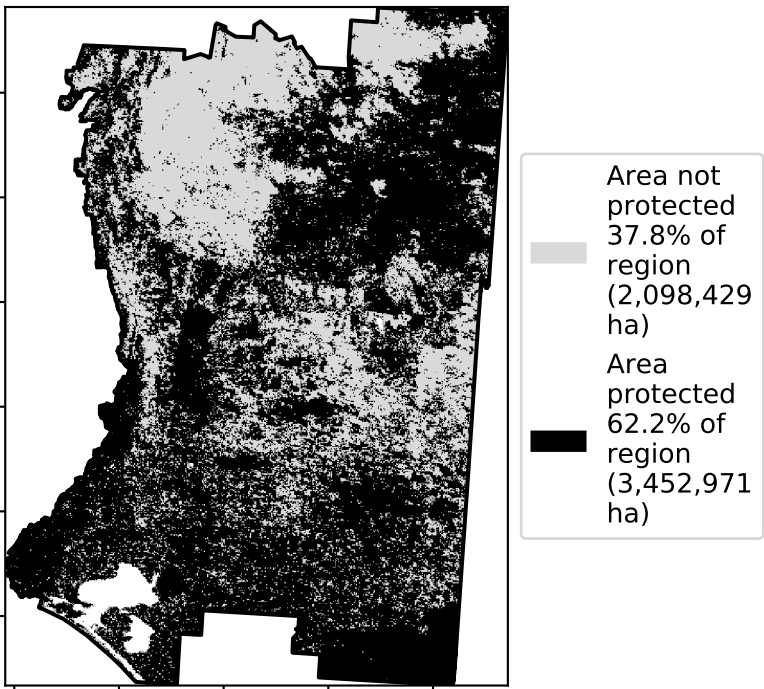 Area not
protected
37.8% of
region
(2,098,429
ha)
Area
protected
62.2% of
region
(3,452,971
ha)